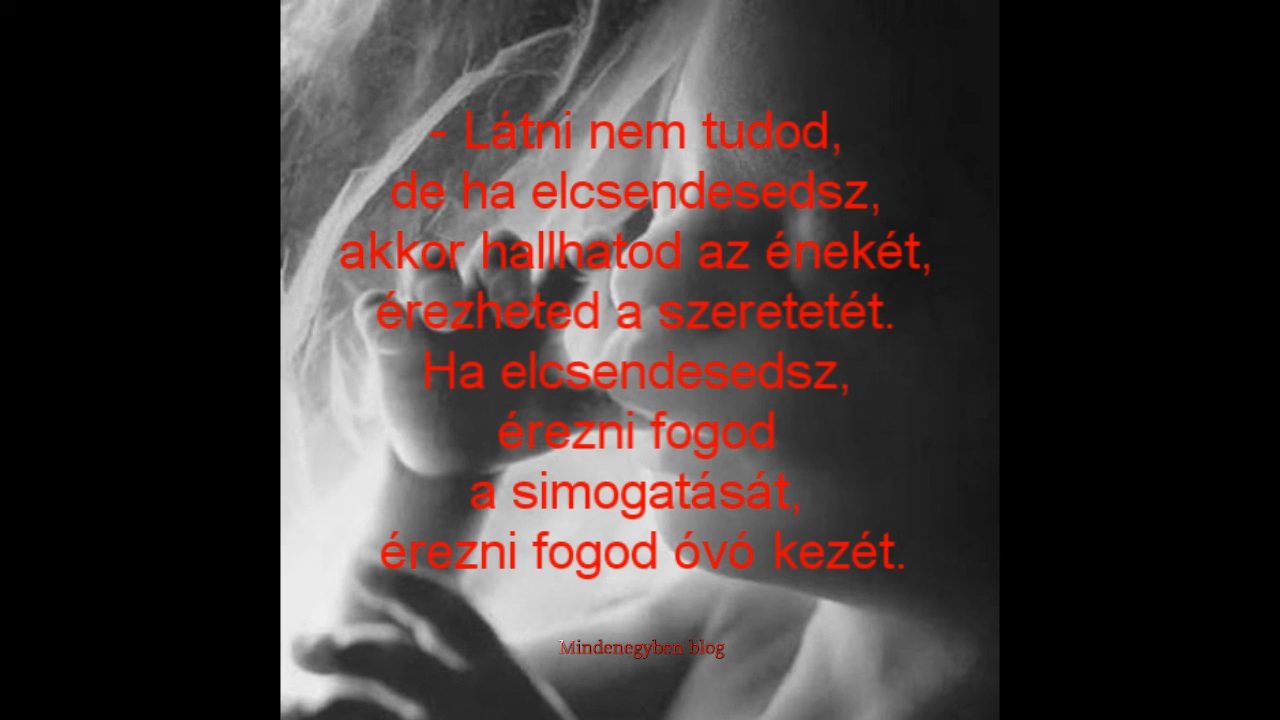 - Látni nem tudod,
de ha elcsendesedsz,
akkor hallhatod az énekét,
érezheted a szeretetét.
Ha elcsendesedsz,
érezni fogod
a simogatását,
érezni fogod óvó kezét.
Mindenegyben blog